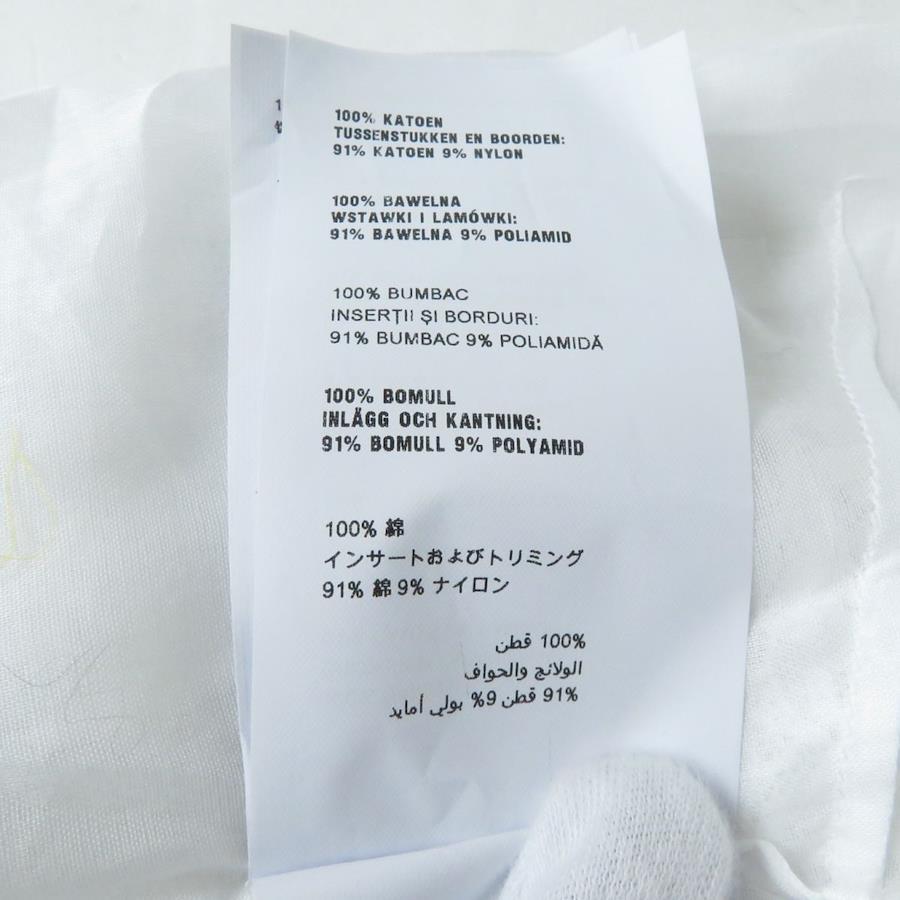 100% KATOEN
TUSSENSTUKKEN EN BOORDEN:
91% KATOEN 9% NYLON
100% BAWELNA
WSTAWKI I LAMÓWKI:
91% BAWELNA 9% POLIAMID
100% BUMBAC
INSERȚII ȘI BORDURI:
91% BUMBAC 9% POLIAMIDĂ
100% BOMULL
INLÄGG OCH KANTNING:
91% BOMULL 9% POLYAMID
100% 綿
インサートおよびトリミング
91% 綿 9% ナイロン
100% قطن
الولائج والحواف
91% قطن 9% بولي أمايد